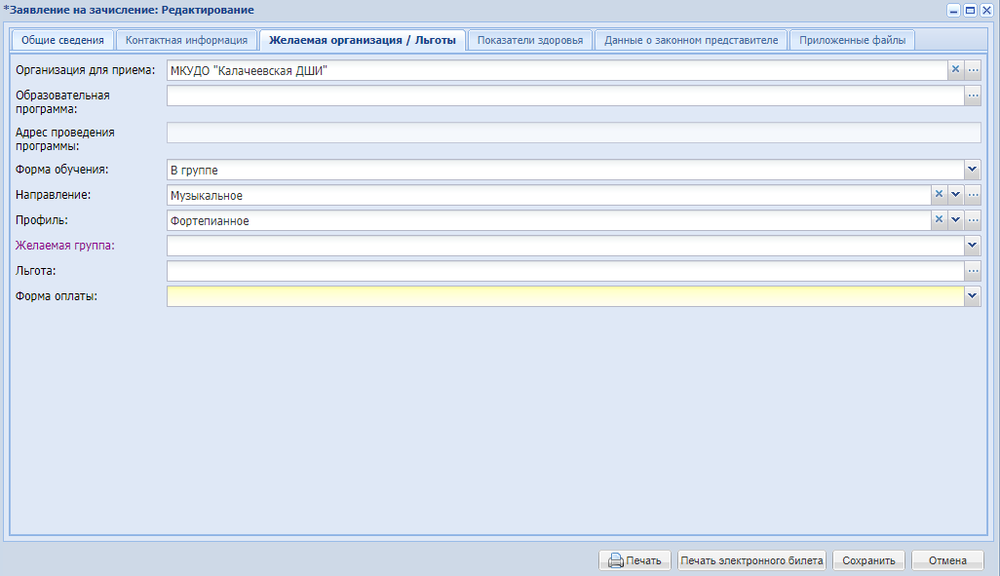 *Заявление на зачисление: Редактирование
Общие сведения Контактная информация Желаемая организация / Льготы Показатели здоровья Данные о законном представителе Приложенные файлы
Организация для приема: МКУДО "Калачеевская ДШИ"
Образовательная
программа:
Адрес проведения
программы:
Форма обучения: В группе
Направление: Музыкальное
Профиль: Фортепианное
Желаемая группа:
Льгота:
Форма оплаты:
Печать Печать электронного билета Сохранить Отмена